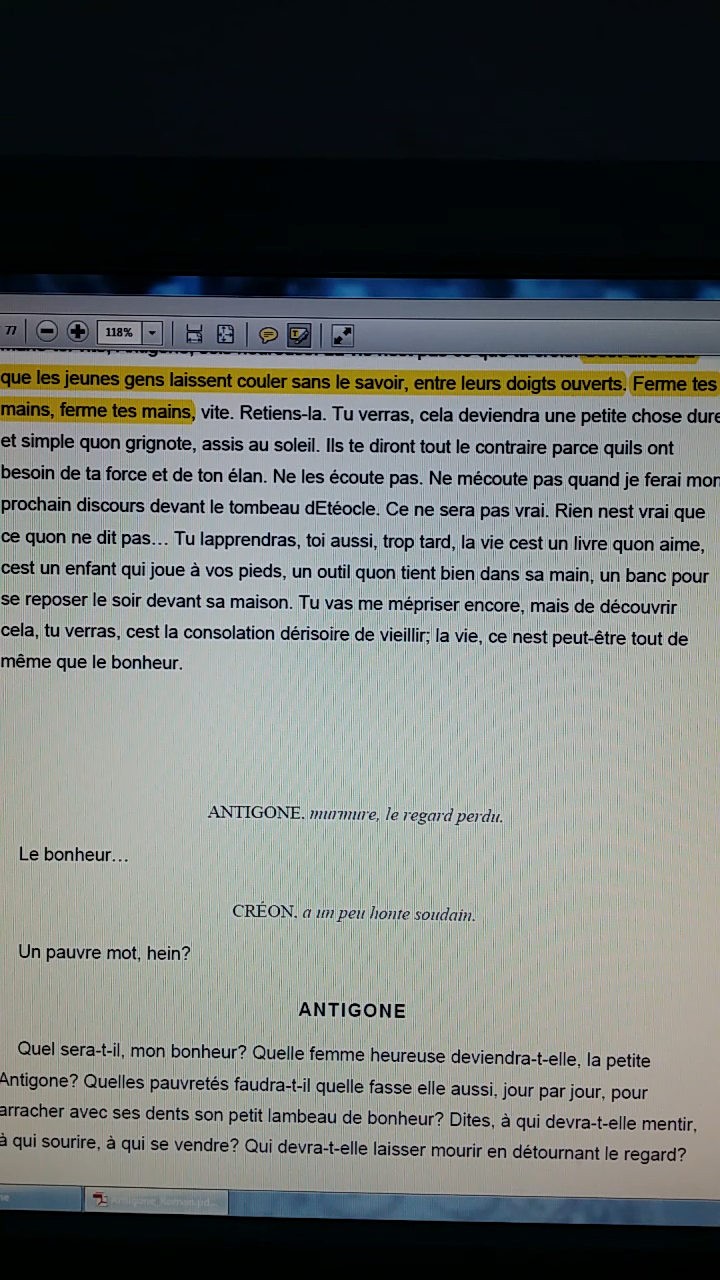 77 118%
que les jeunes gens laissent couler sans le savoir, entre leurs doigts ouverts. Ferme tes
mains, ferme tes mains, vite. Retiens-la. Tu verras, cela deviendra une petite chose dure
et simple quon grignote, assis au soleil. Ils te diront tout le contraire parce quils ont
besoin de ta force et de ton élan. Ne les écoute pas. Ne mécoute pas quand je ferai mon
prochain discours devant le tombeau dEtéocle. Ce ne sera pas vrai. Rien nest vrai que
ce quon ne dit pas… Tu lapprendras, toi aussi, trop tard, la vie cest un livre quon aime,
cest un enfant qui joue à vos pieds, un outil quon tient bien dans sa main, un banc pour
se reposer le soir devant sa maison. Tu vas me mépriser encore, mais de découvrir
cela, tu verras, cest la consolation dérisoire de vieillir; la vie, ce nest peut-être tout de
même que le bonheur.
ANTIGONE, murmure, le regard perdu.
Le bonheur…
CRÉON, a un peu honte soudain.
Un pauvre mot, hein?
ANTIGONE
Quel sera-t-il, mon bonheur? Quelle femme heureuse deviendra-t-elle, la petite
Antigone? Quelles pauvretés faudra-t-il quelle fasse elle aussi, jour par jour, pour
arracher avec ses dents son petit lambeau de bonheur? Dites, à qui devra-t-elle mentir,
à qui sourire, à qui se vendre? Qui devra-t-elle laisser mourir en détournant le regard?